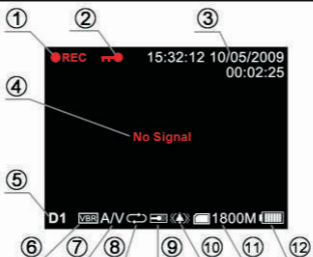 ① ② ③
REC 15:32:12 10/05/2009
00:02:25
④
No Signal
⑤
D1 VBR A/V 1800M
⑥ ⑦ ⑧ ⑨ ⑩ ⑪ ⑫